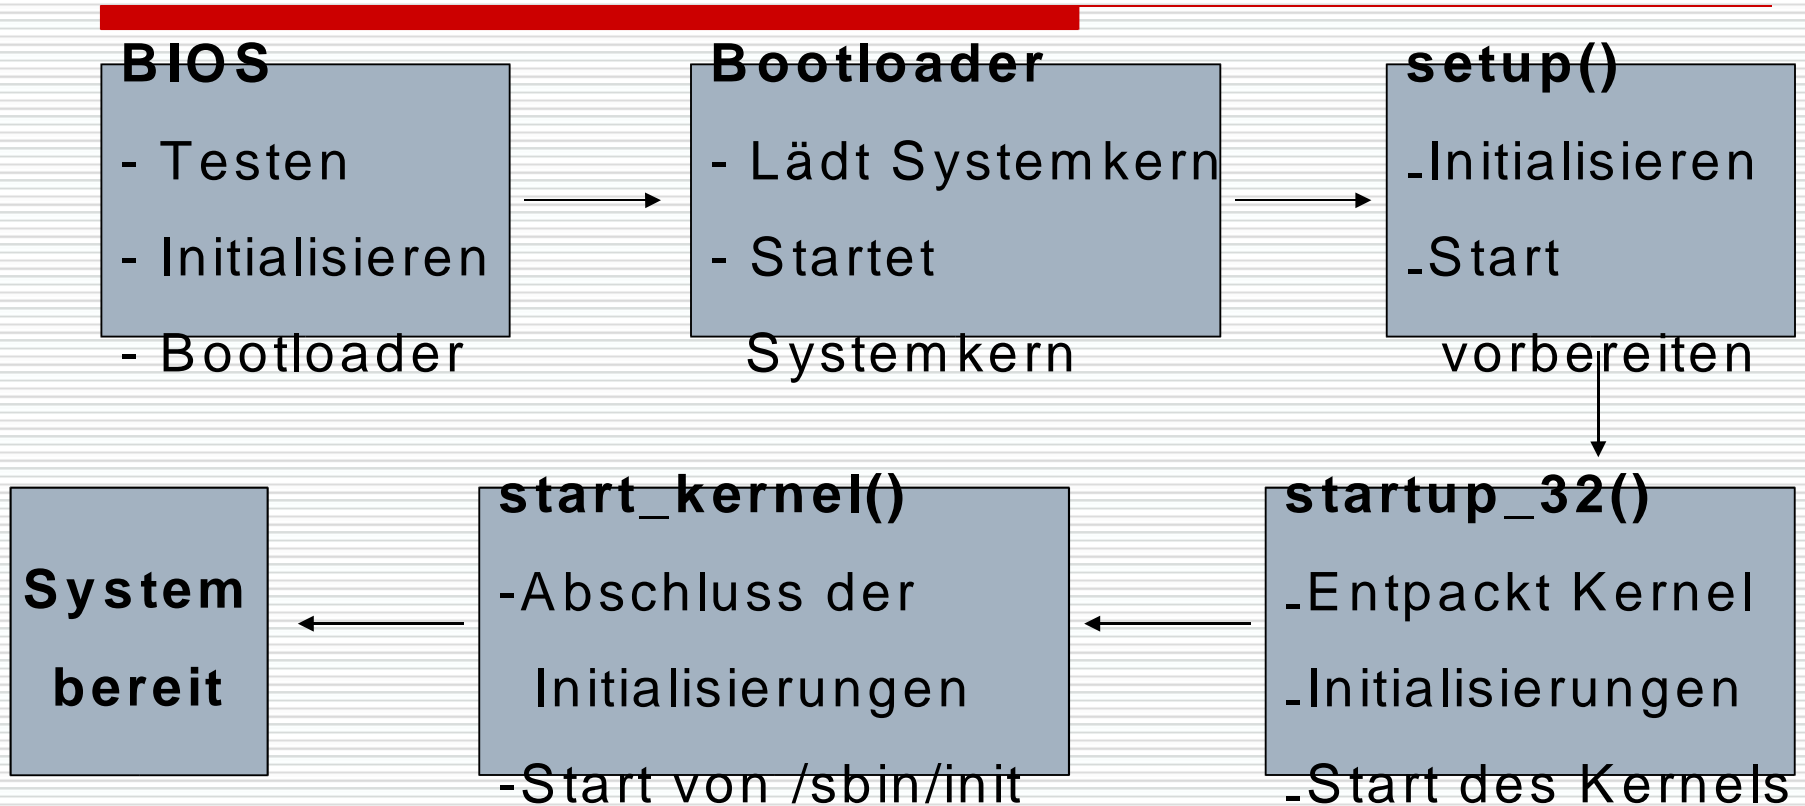 BIOS
- Testen
- Initialisieren
- Bootloader
Bootloader
- Lädt Systemkern
- Startet
Systemkern
setup()
-Initialisieren
-Start
vorbereiten
startup_32()
-Entpackt Kernel
-Initialisierungen
-Start des Kernels
start_kernel()
-Abschluss der
Initialisierungen
-Start von /sbin/init
System
bereit